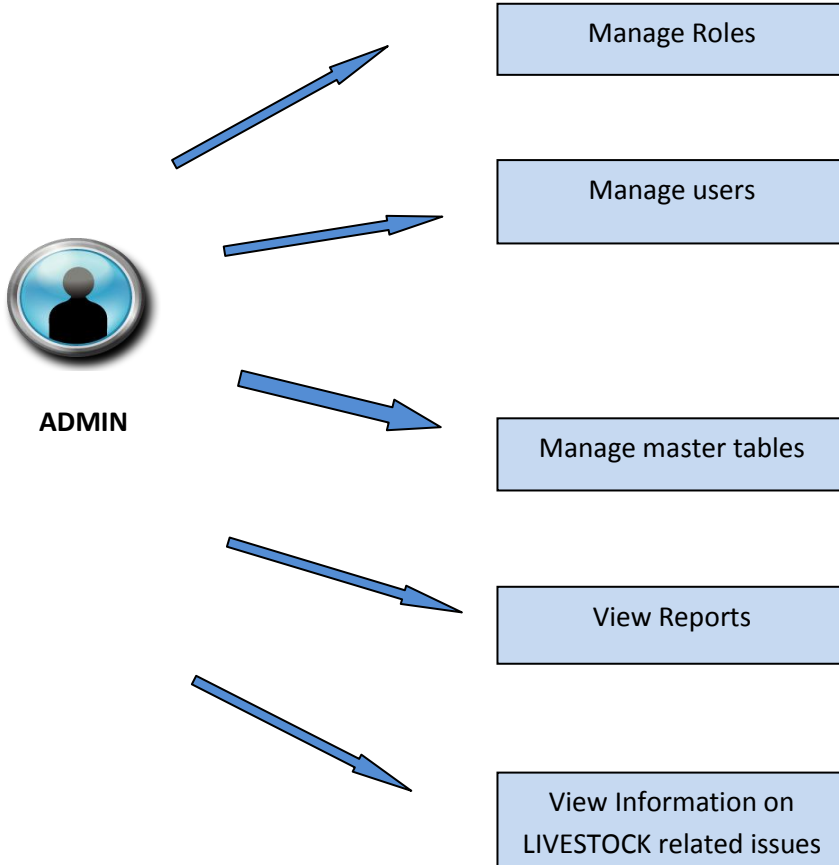 Manage Roles
Manage users
ADMIN
Manage master tables
View Reports
View Information on
LIVESTOCK related issues